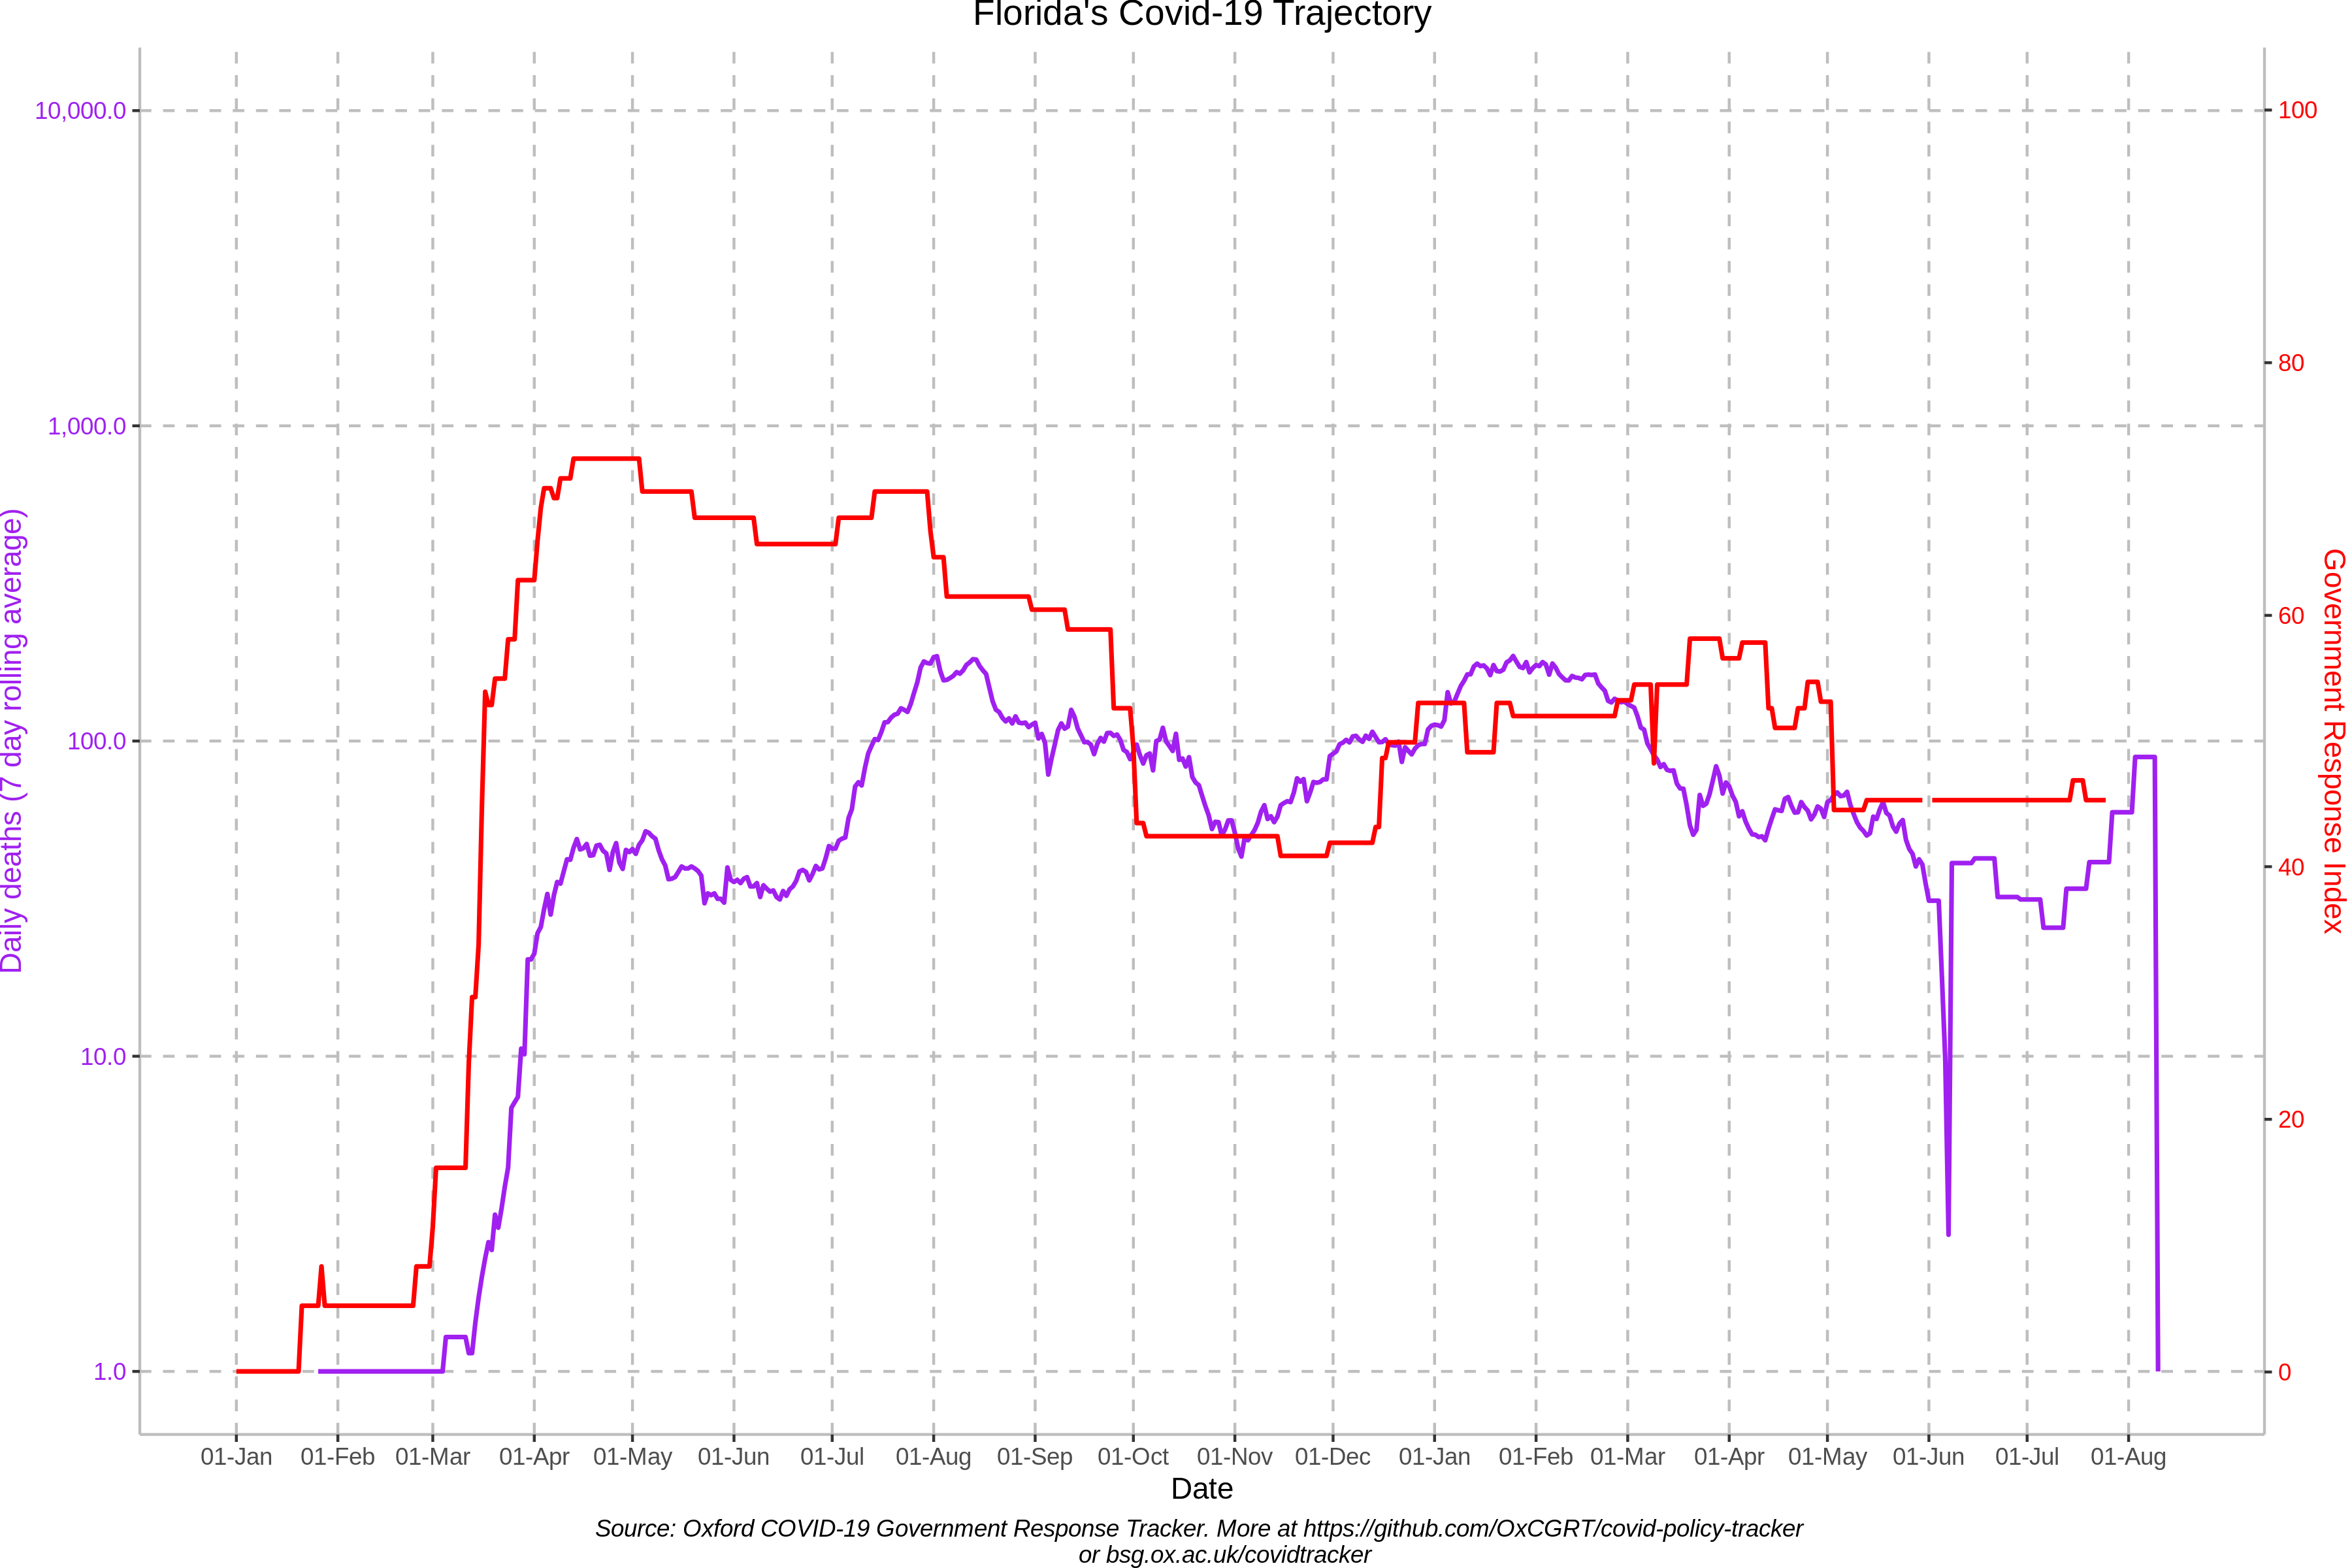 Florida's Covid-19 Trajectory
10,000.0
1,000.0
100.0
10.0
1.0
Daily deaths (7 day rolling average)
100
80
60
40
20
0
Government Response Index
01-Jan 01-Feb 01-Mar 01-Apr 01-May 01-Jun 01-Jul 01-Aug 01-Sep 01-Oct 01-Nov 01-Dec 01-Jan 01-Feb 01-Mar 01-Apr 01-May 01-Jun 01-Jul 01-Aug
Date
Source: Oxford COVID-19 Government Response Tracker. More at https://github.com/OxCGRT/covid-policy-tracker
or bsg.ox.ac.uk/covidtracker